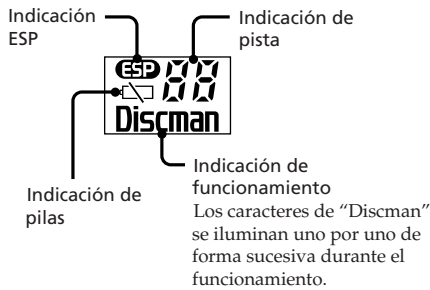 Indicación
ESP
Indicación de
pista
ESP 88
Discman
Indicación de
pilas
Indicación de
funcionamiento
Los caracteres de “Discman”
se iluminan uno por uno de
forma sucesiva durante el
funcionamiento.